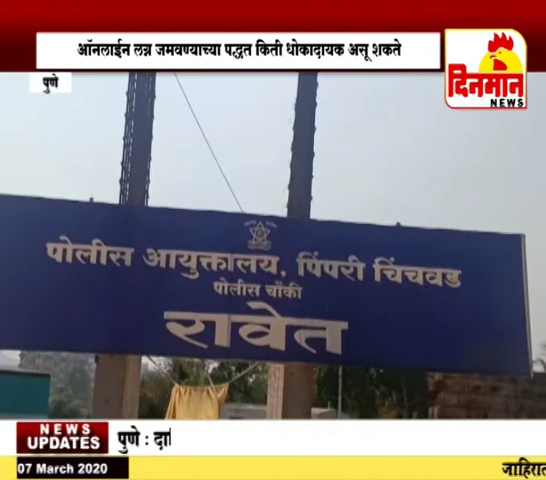 ऑनलाईन लग्न जमवण्याच्या पद्धत किती धोकादायक असू शकते
पुणे
दिनमान
NEWS
पोलीस आयुक्तालय, पिंपरी चिंचवड
पोलीस चौकी
रावेत
NEWS
UPDATES
पुणे : दा
07 March 2020
जाहिरात